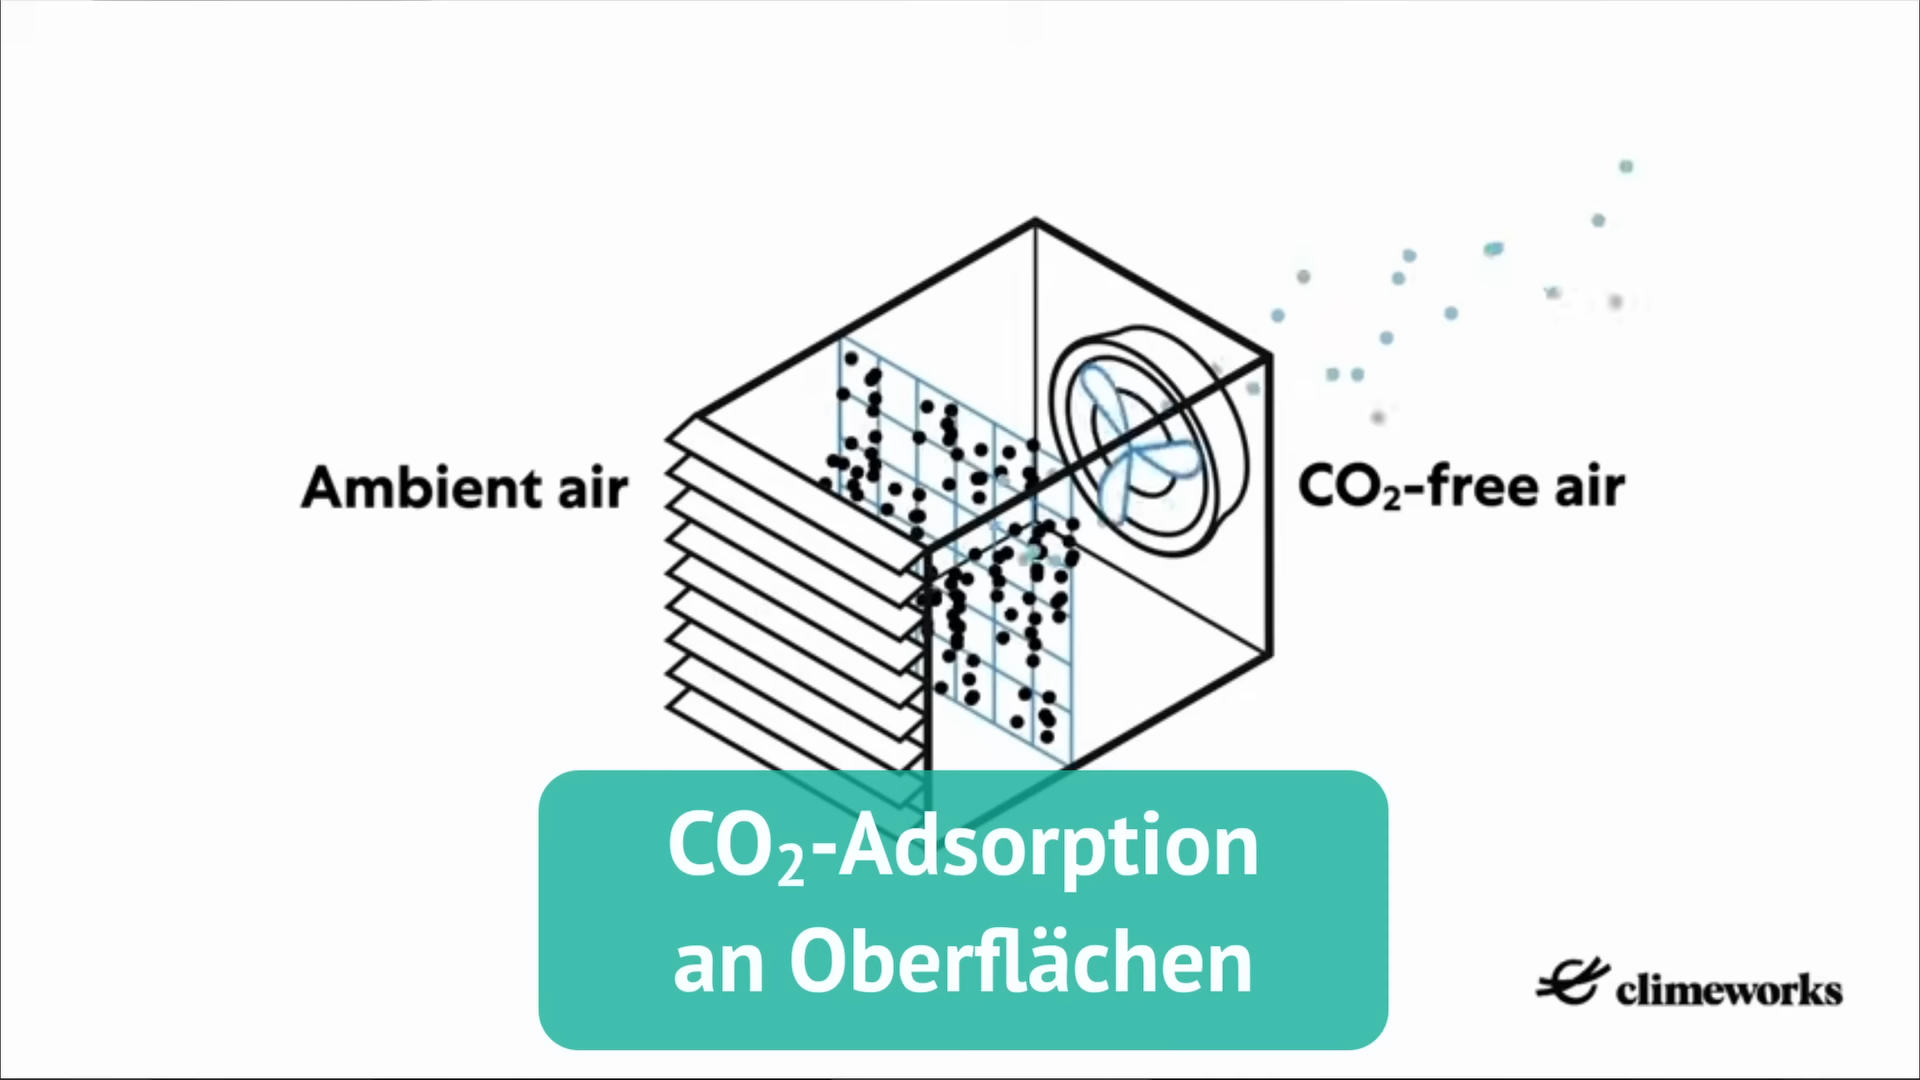 Ambient air
CO₂-free air
CO₂-Adsorption
an Oberflächen
climeworks